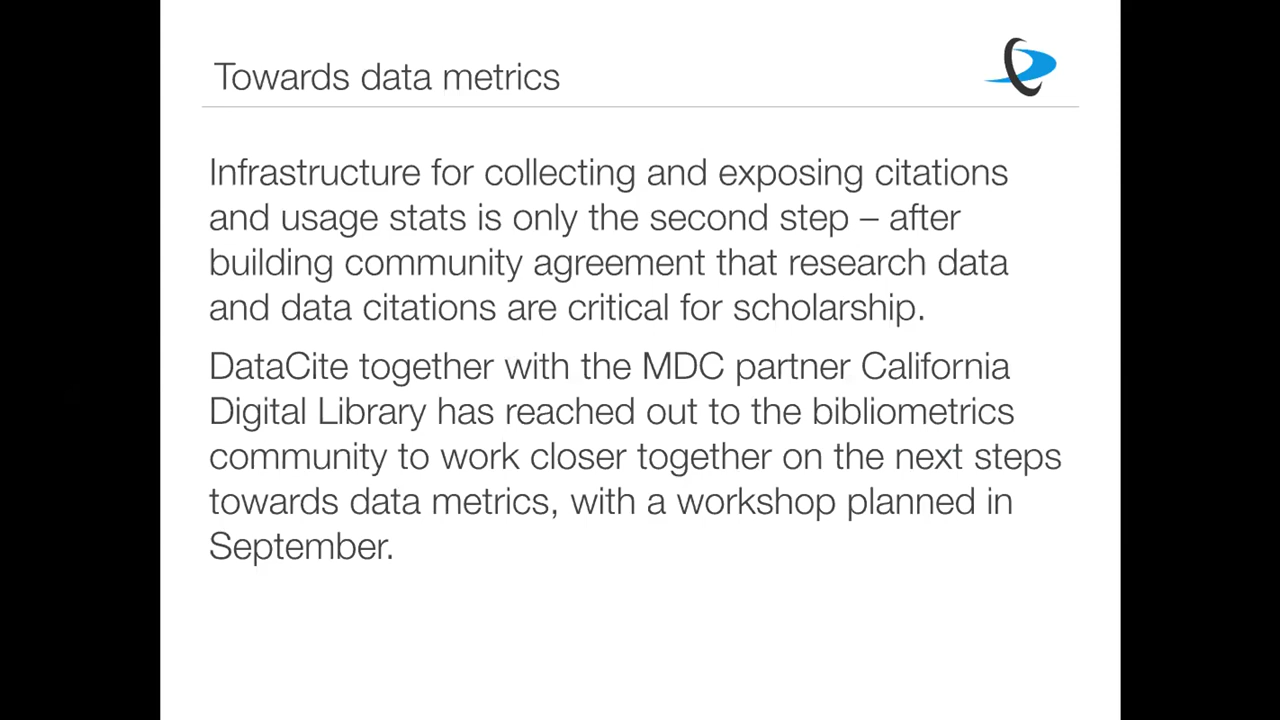 Towards data metrics
Infrastructure for collecting and exposing citations
and usage stats is only the second step – after
building community agreement that research data
and data citations are critical for scholarship.
DataCite together with the MDC partner California
Digital Library has reached out to the bibliometrics
community to work closer together on the next steps
towards data metrics, with a workshop planned in
September.